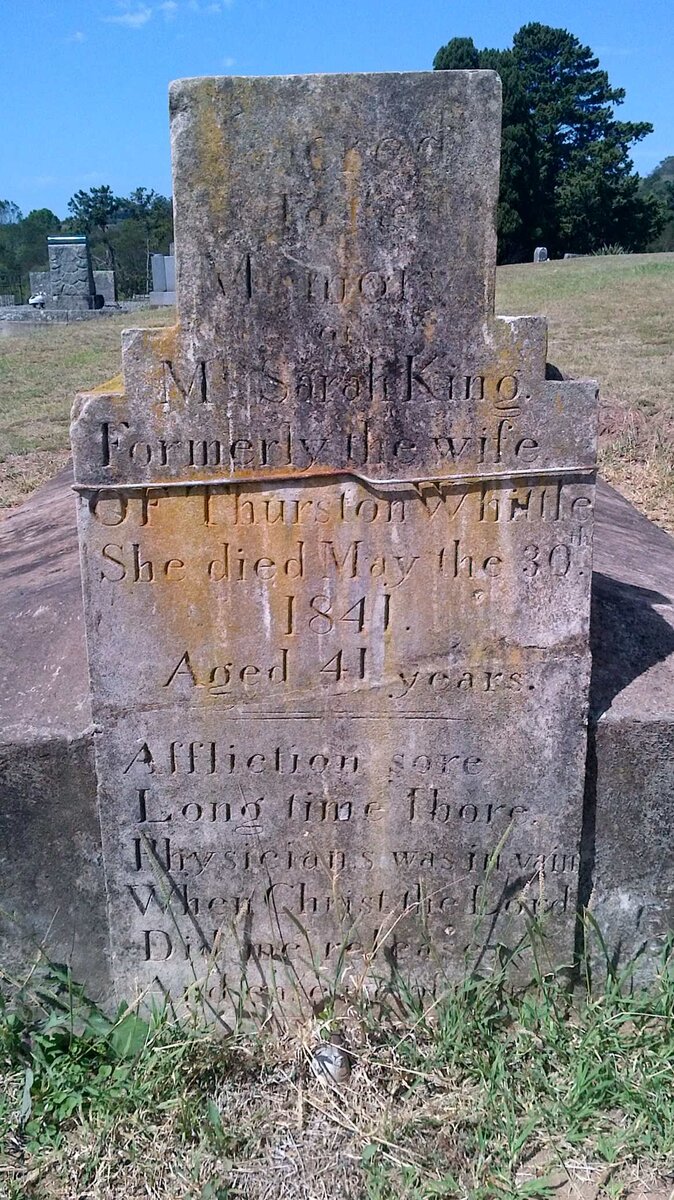 Sacred
To the
Memory
of
Mrs Sarah King.
Formerly the wife
Of Thurston Whittle
She died May the 30th.
1841.
Aged 41 years.
Affliction sore
Long time I bore,
Physicians was in vain
When Christ the Lord
Did me release
And